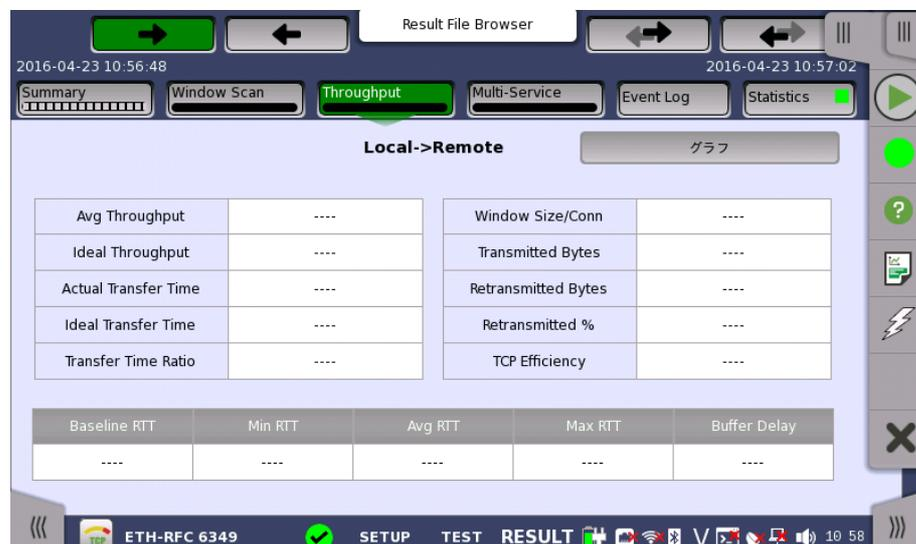 Result File Browser
2016-04-23 10:56:48
2016-04-23 10:57:02
Summary
Window Scan
Throughput
Multi-Service
Event Log
Statistics
Local->Remote
グラフ
Avg Throughput ----
Ideal Throughput ----
Actual Transfer Time ----
Ideal Transfer Time ----
Transfer Time Ratio ----
Window Size/Conn ----
Transmitted Bytes ----
Retransmitted Bytes ----
Retransmitted % ----
TCP Efficiency ----
Baseline RTT Min RTT Avg RTT Max RTT Buffer Delay
---- ---- ---- ---- ----
TCP ETH-RFC 6349 SETUP TEST RESULT V 10 58